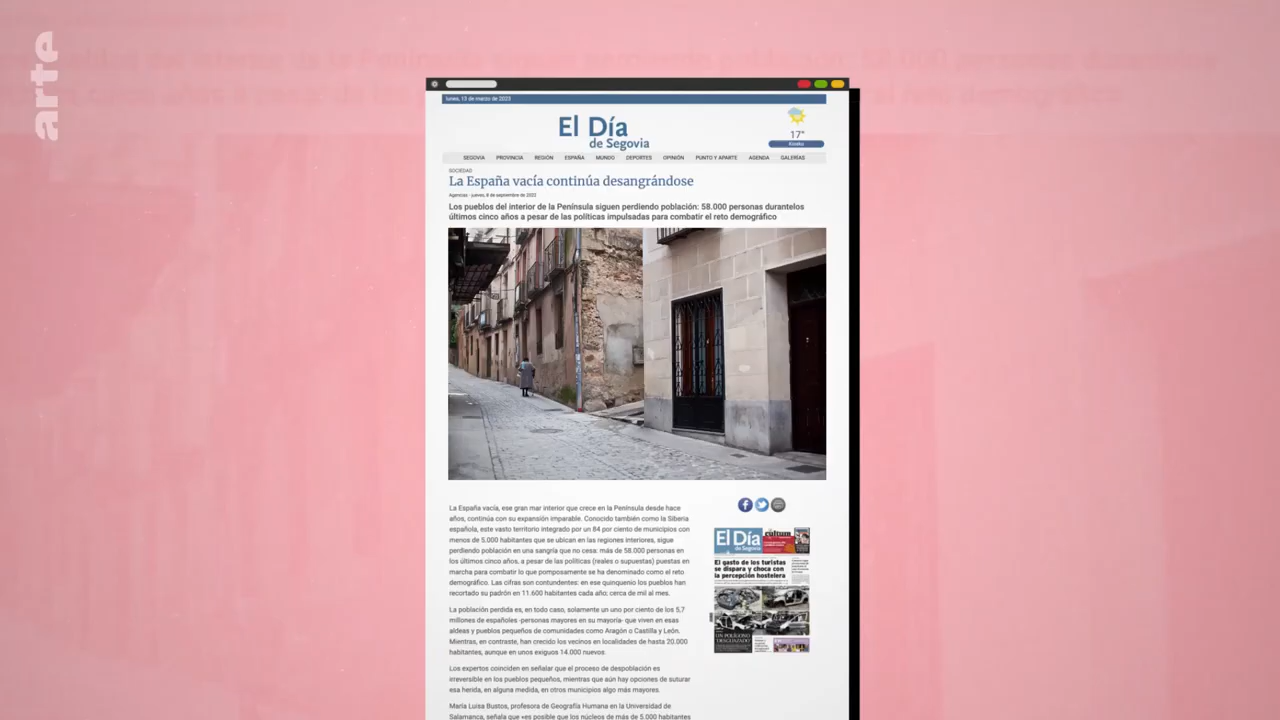 arte
lunes, 13 de marzo de 2023
El Día
de Segovia
17°
Kiosko
SEGOVIA PROVINCIA REGIÓN ESPAÑA MUNDO DEPORTES OPINIÓN PUNTO Y APARTE AGENDA GALERÍAS
SOCIEDAD
La España vacía continúa desangrándose
Agencias - jueves, 8 de septiembre de 2022
Los pueblos del interior de la Península siguen perdiendo población: 58.000 personas durantelos
últimos cinco años a pesar de las políticas impulsadas para combatir el reto demográfico
La España vacía, ese gran mar interior que crece en la Península desde hace
años, continúa con su expansión imparable. Conocido también como la Siberia
española, este vasto territorio integrado por un 84 por ciento de municipios con
menos de 5.000 habitantes que se ubican en las regiones interiores, sigue
perdiendo población en una sangría que no cesa: más de 58.000 personas en
los últimos cinco años, a pesar de las políticas (reales o supuestas) puestas en
marcha para combatir lo que pomposamente se ha denominado como el reto
demográfico. Las cifras son contundentes: en ese quinquenio los pueblos han
recortado su padrón en 11.600 habitantes cada año; cerca de mil al mes.
La población perdida es, en todo caso, solamente un uno por ciento de los 5,7
millones de españoles -personas mayores en su mayoría- que viven en esas
aldeas y pueblos pequeños de comunidades como Aragón o Castilla y León.
Mientras, en contraste, han crecido los vecinos en localidades de hasta 20.000
habitantes, aunque en unos exiguos 14.000 nuevos.
Los expertos coinciden en señalar que el proceso de despoblación es
irreversible en los pueblos pequeños, mientras que aún hay opciones de suturar
esa herida, en alguna medida, en otros municipios algo más mayores.
María Luisa Bustos, profesora de Geografía Humana en la Universidad de
Salamanca, señala que «es posible que los núcleos de más de 5.000 habitantes
El Día
de Segovia
cultum
El gasto de los turistas
se dispara y choca con
la percepción hostelera
UN POLÍGONO
DESGUAZADO